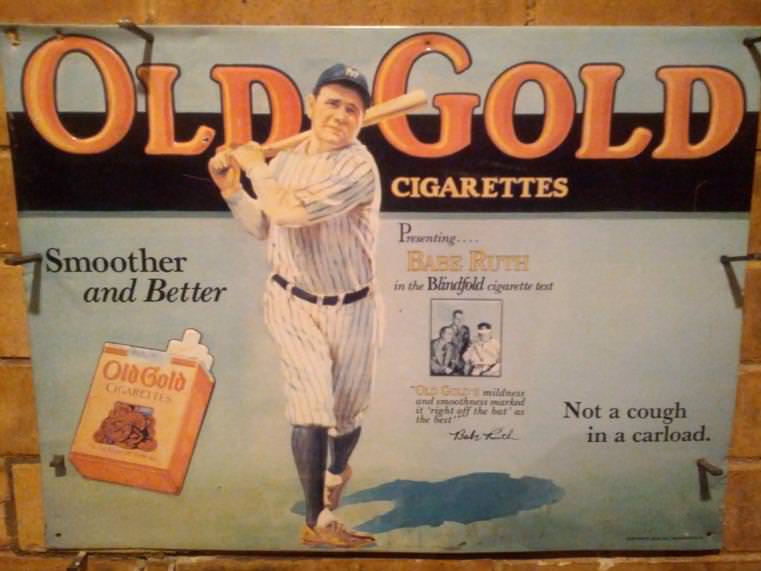 OLD GOLD
CIGARETTES
Smoother
and Better
Presenting....
BABE RUTH
in the Blindfold cigarette test
Old Gold
CIGARETTES
"OLD GOLD'S mildness
and smoothness marked
it 'right off the bat' as
the best"
Babe Ruth
Not a cough
in a carload.